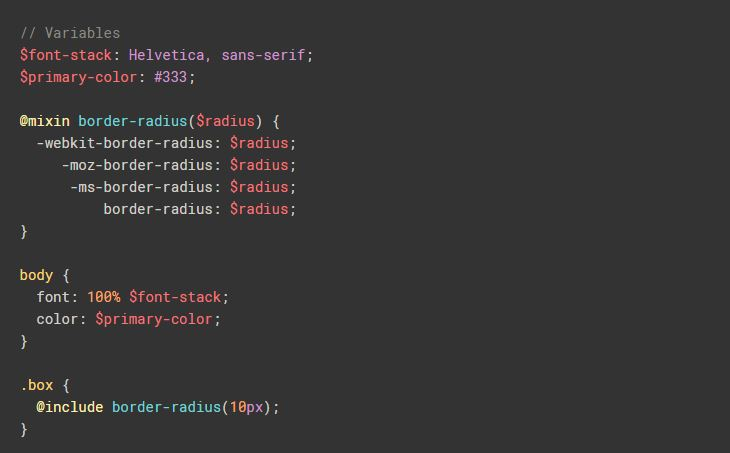 // Variables
$font-stack: Helvetica, sans-serif;
$primary-color: #333;
@mixin border-radius($radius) {
-webkit-border-radius: $radius;
-moz-border-radius: $radius;
-ms-border-radius: $radius;
border-radius: $radius;
}
body {
font: 100% $font-stack;
color: $primary-color;
}
.box {
@include border-radius(10px);
}